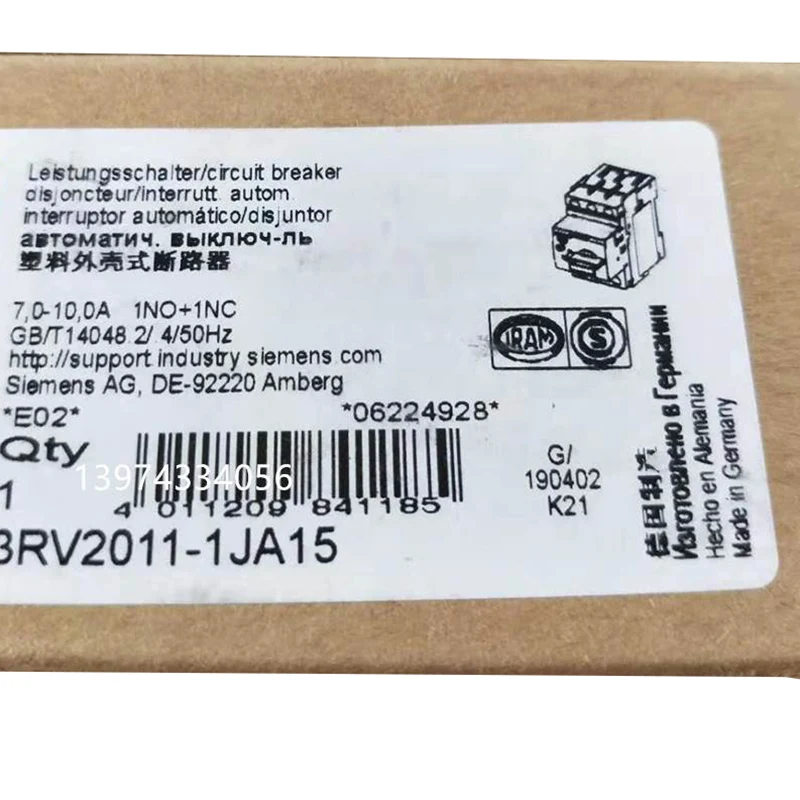 Leistungsschalter/circuit breaker
disjoncteur/interrutt. autom.
interruptor automático/disjuntor
автоматич. выключ-ль
塑料外壳式断路器
7,0-10,0A 1NO+1NC
GB/T14048.2/.4/50Hz
http://support.industry.siemens.com
Siemens AG, DE-92220 Amberg
*E02* *06224928*
Qty
1
13974334056
4 011209 841185
3RV2011-1JA15
IRAM
S
G/
190402
K21
德国制造
Изготовлено в Германии
Hecho en Alemania
Made in Germany